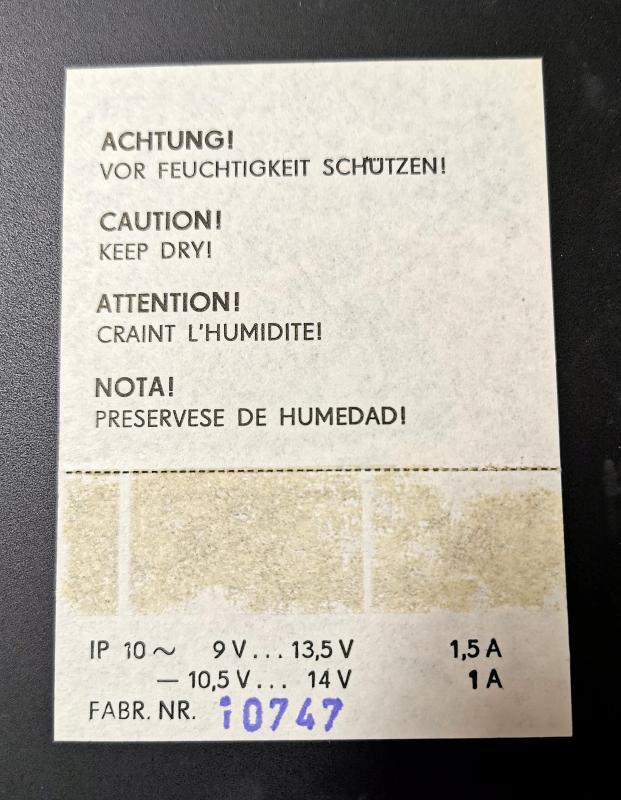 ACHTUNG!
VOR FEUCHTIGKEIT SCHÜTZEN!
CAUTION!
KEEP DRY!
ATTENTION!
CRAINT L'HUMIDITE!
NOTA!
PRESERVESE DE HUMEDAD!
IP 10 ~ 9 V... 13,5 V 1,5 A
— 10,5 V... 14 V 1 A
FABR. NR. 10747